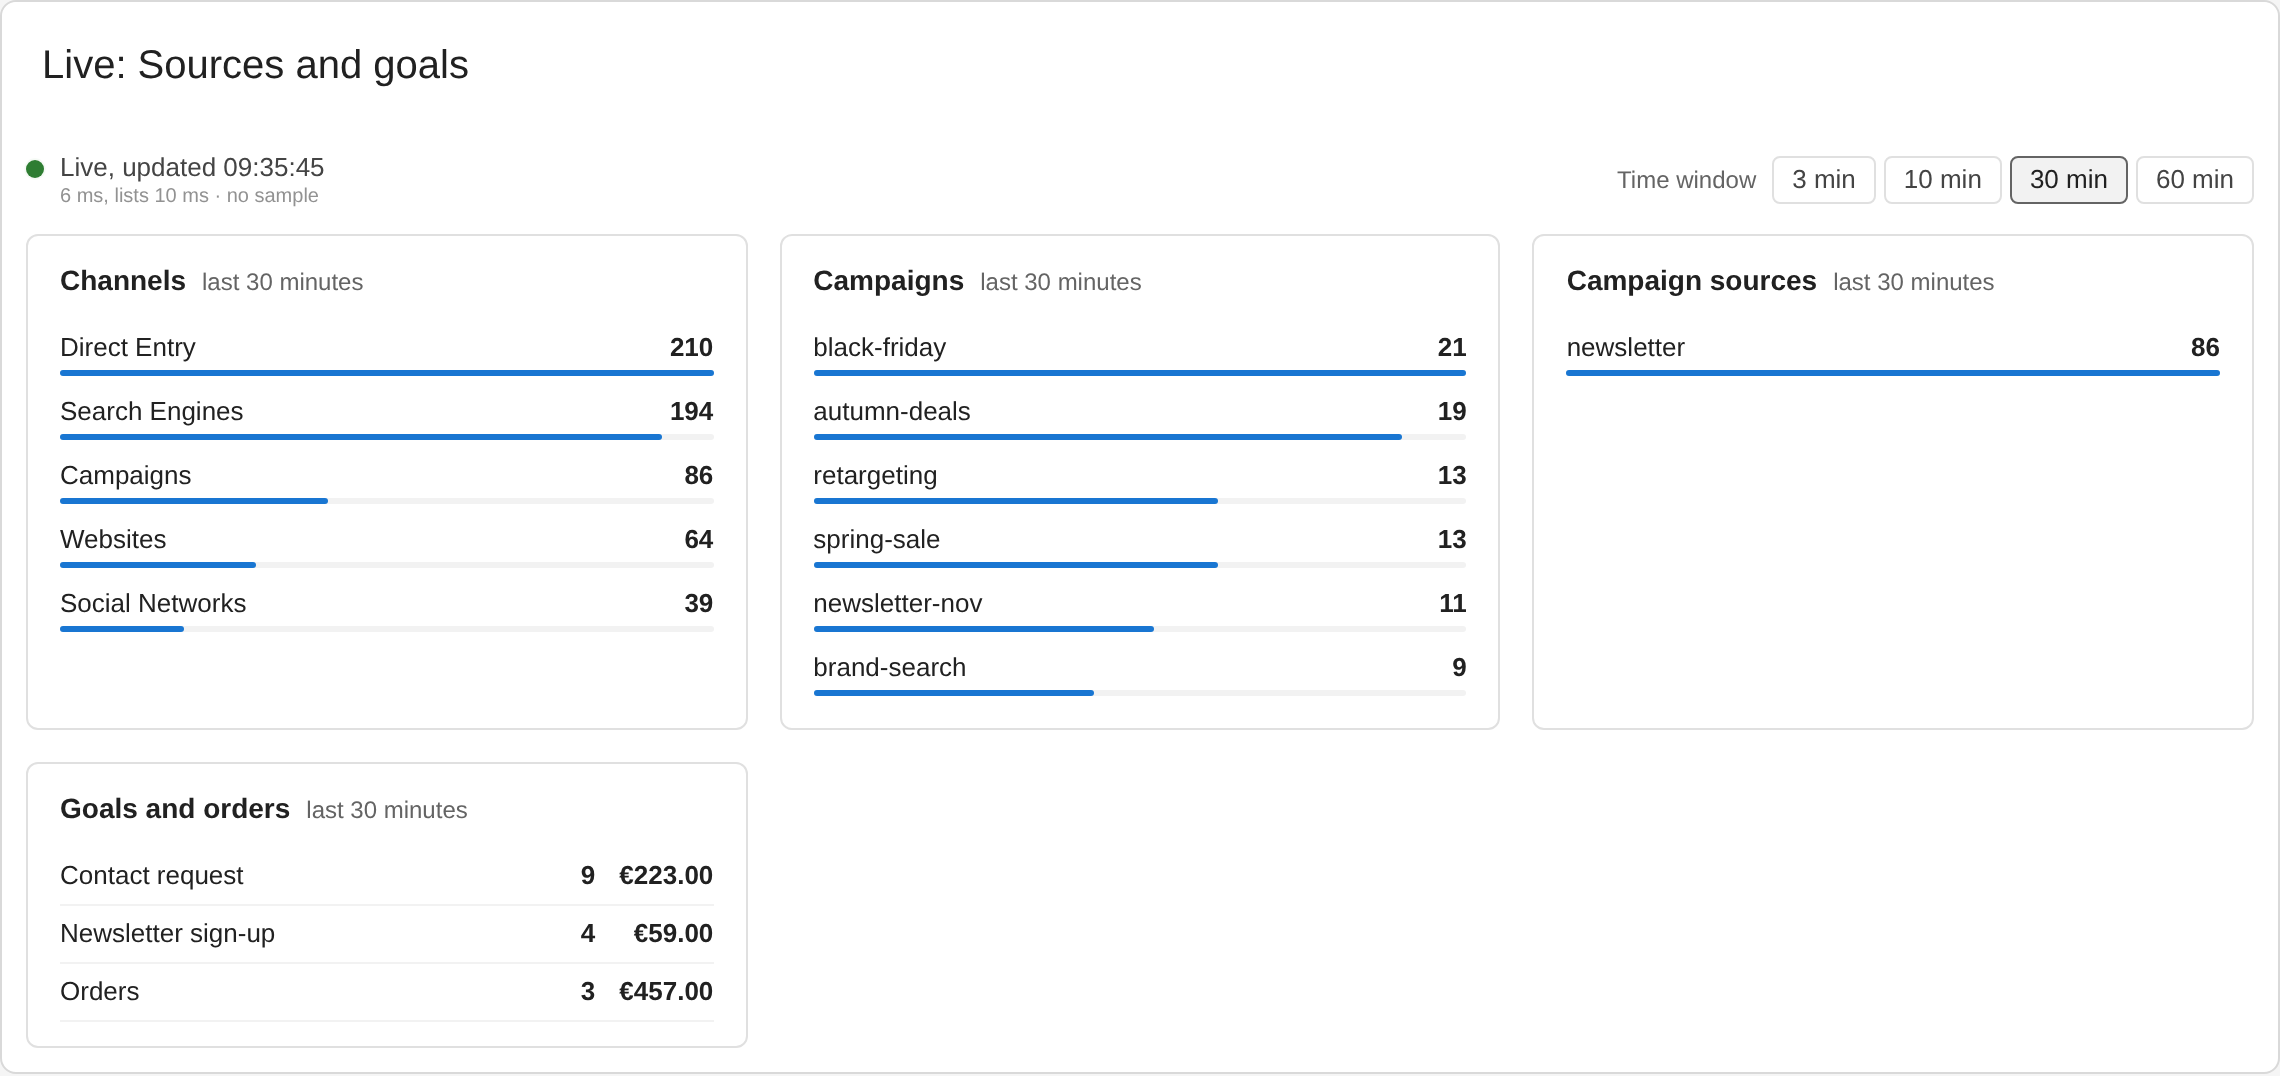 Live: Sources and goals
Live, updated 09:35:45
6 ms, lists 10 ms · no sample
Time window 3 min 10 min 30 min 60 min
Channels last 30 minutes
Direct Entry 210
Search Engines 194
Campaigns 86
Websites 64
Social Networks 39
Campaigns last 30 minutes
black-friday 21
autumn-deals 19
retargeting 13
spring-sale 13
newsletter-nov 11
brand-search 9
Campaign sources last 30 minutes
newsletter 86
Goals and orders last 30 minutes
Contact request 9 €223.00
Newsletter sign-up 4 €59.00
Orders 3 €457.00